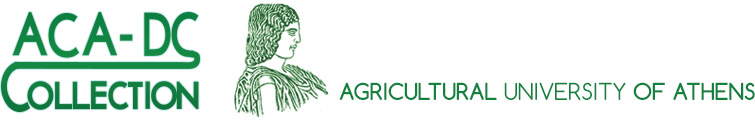 ACA-DC
COLLECTION
AGRICULTURAL UNIVERSITY OF ATHENS